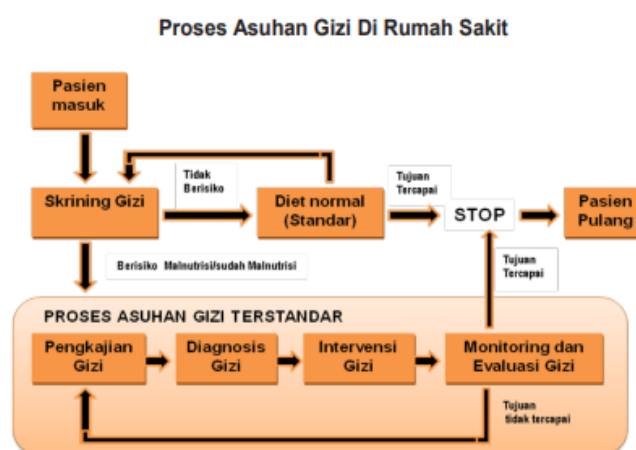 Proses Asuhan Gizi Di Rumah Sakit
Pasien
masuk
Skrining Gizi
Tidak
Berisiko
Diet normal
(Standar)
Tujuan
Tercapai
STOP
Pasien
Pulang
Berisiko Malnutrisi/sudah Malnutrisi
Tujuan
Tercapai
PROSES ASUHAN GIZI TERSTANDAR
Pengkajian
Gizi
Diagnosis
Gizi
Intervensi
Gizi
Monitoring dan
Evaluasi Gizi
Tujuan
tidak tercapai